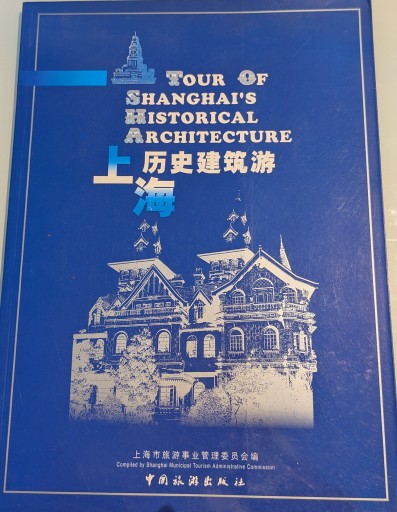 TOUR OF
SHANGHAI'S
HISTORICAL
ARCHITECTURE
上海
历史建筑游
上海市旅游事业管理委员会编
Compiled by Shanghai Municipal Tourism Administrative Commission
中国旅游出版社